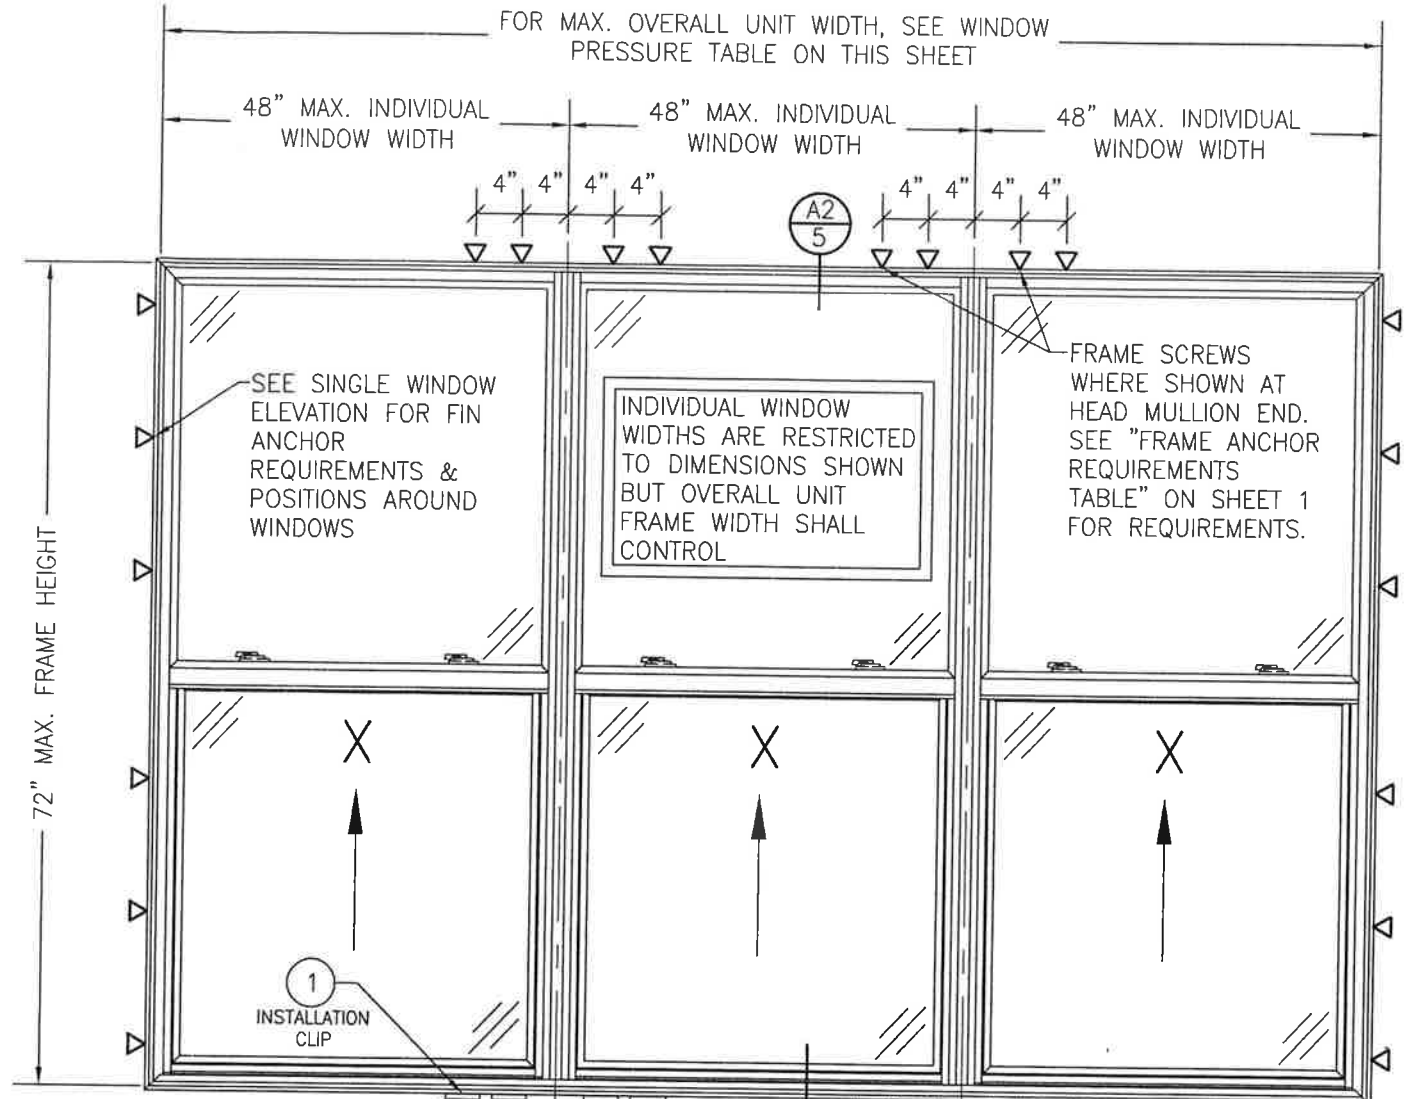 FOR MAX. OVERALL UNIT WIDTH, SEE WINDOW
PRESSURE TABLE ON THIS SHEET
48" MAX. INDIVIDUAL
WINDOW WIDTH
48" MAX. INDIVIDUAL
WINDOW WIDTH
48" MAX. INDIVIDUAL
WINDOW WIDTH
4" 4" 4" 4"
4" 4" 4" 4"
A2
5
SEE SINGLE WINDOW
ELEVATION FOR FIN
ANCHOR
REQUIREMENTS &
POSITIONS AROUND
WINDOWS
INDIVIDUAL WINDOW
WIDTHS ARE RESTRICTED
TO DIMENSIONS SHOWN
BUT OVERALL UNIT
FRAME WIDTH SHALL
CONTROL
FRAME SCREWS
WHERE SHOWN AT
HEAD MULLION END.
SEE "FRAME ANCHOR
REQUIREMENTS
TABLE" ON SHEET 1
FOR REQUIREMENTS.
72" MAX. FRAME HEIGHT
X
X
X
1
INSTALLATION
CLIP